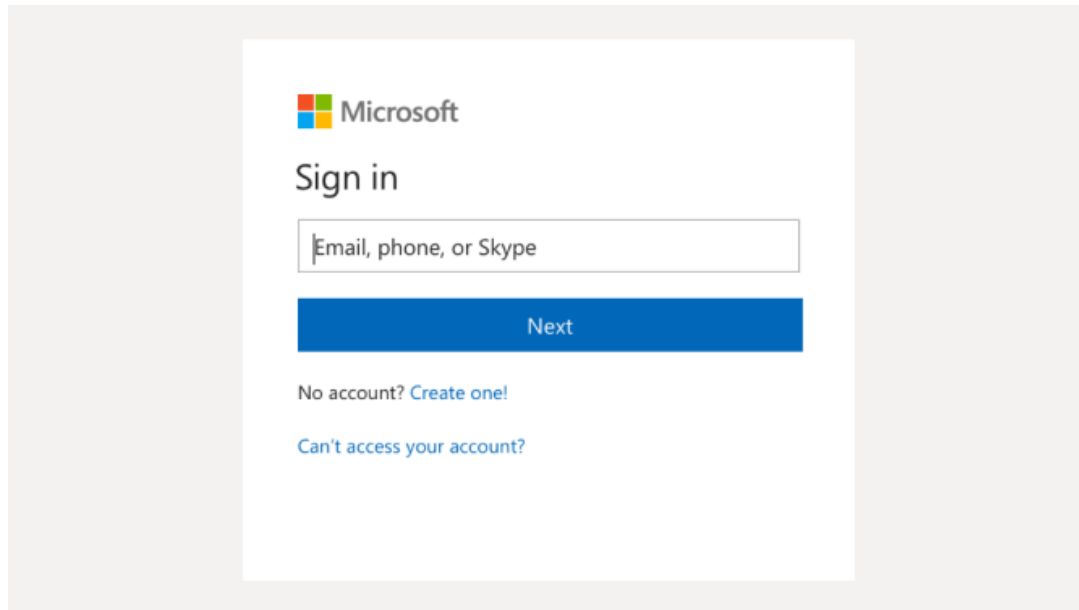 Microsoft
Sign in
Email, phone, or Skype
Next
No account? Create one!
Can't access your account?